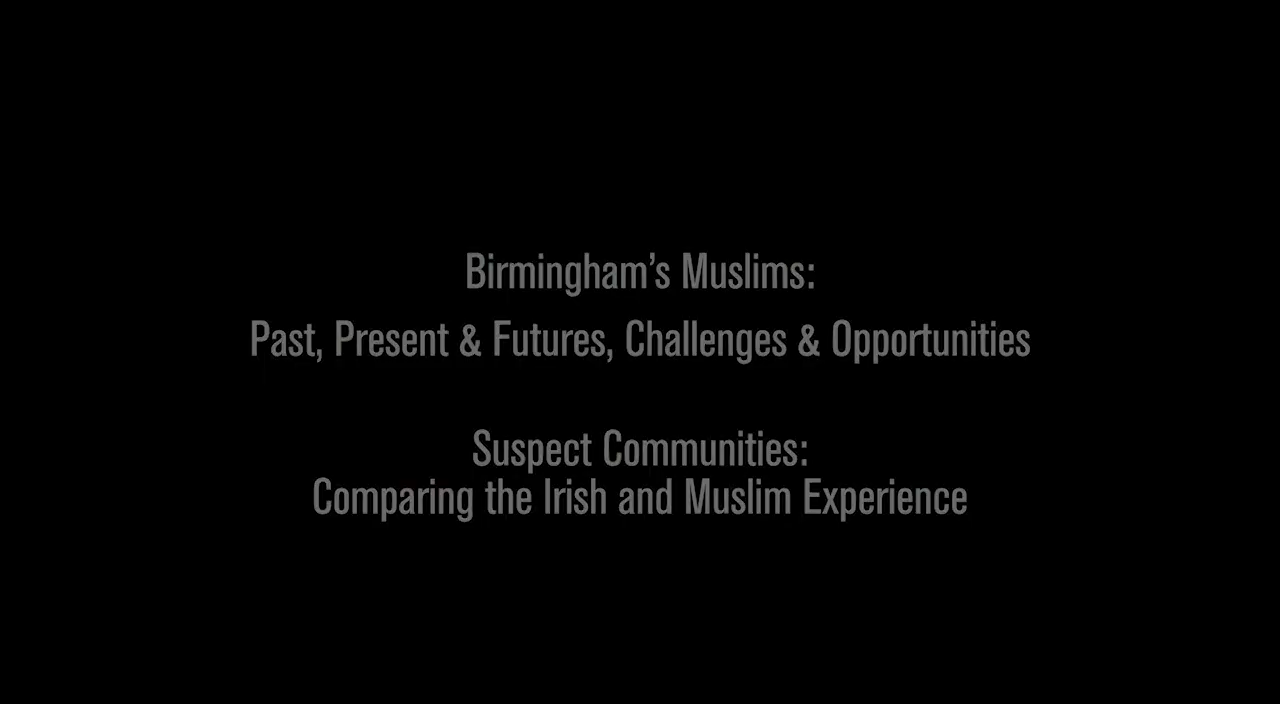 Birmingham’s Muslims:
Past, Present & Futures, Challenges & Opportunities
Suspect Communities:
Comparing the Irish and Muslim Experience